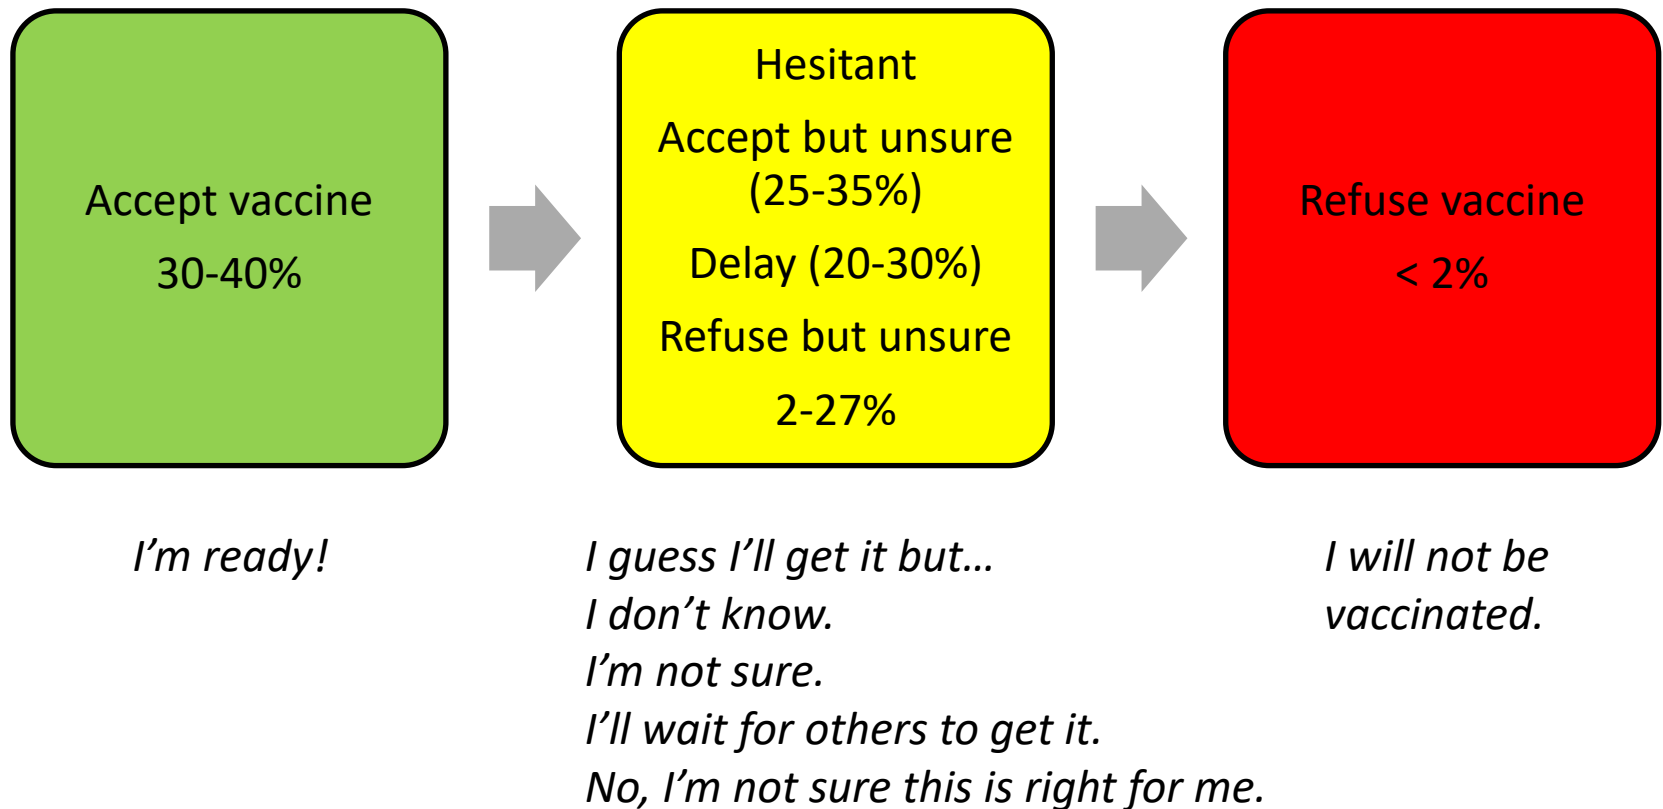 Accept vaccine
30-40%
Hesitant
Accept but unsure
(25-35%)
Delay (20-30%)
Refuse but unsure
2-27%
Refuse vaccine
< 2%
I’m ready!
I guess I’ll get it but…
I don’t know.
I’m not sure.
I’ll wait for others to get it.
No, I’m not sure this is right for me.
I will not be
vaccinated.